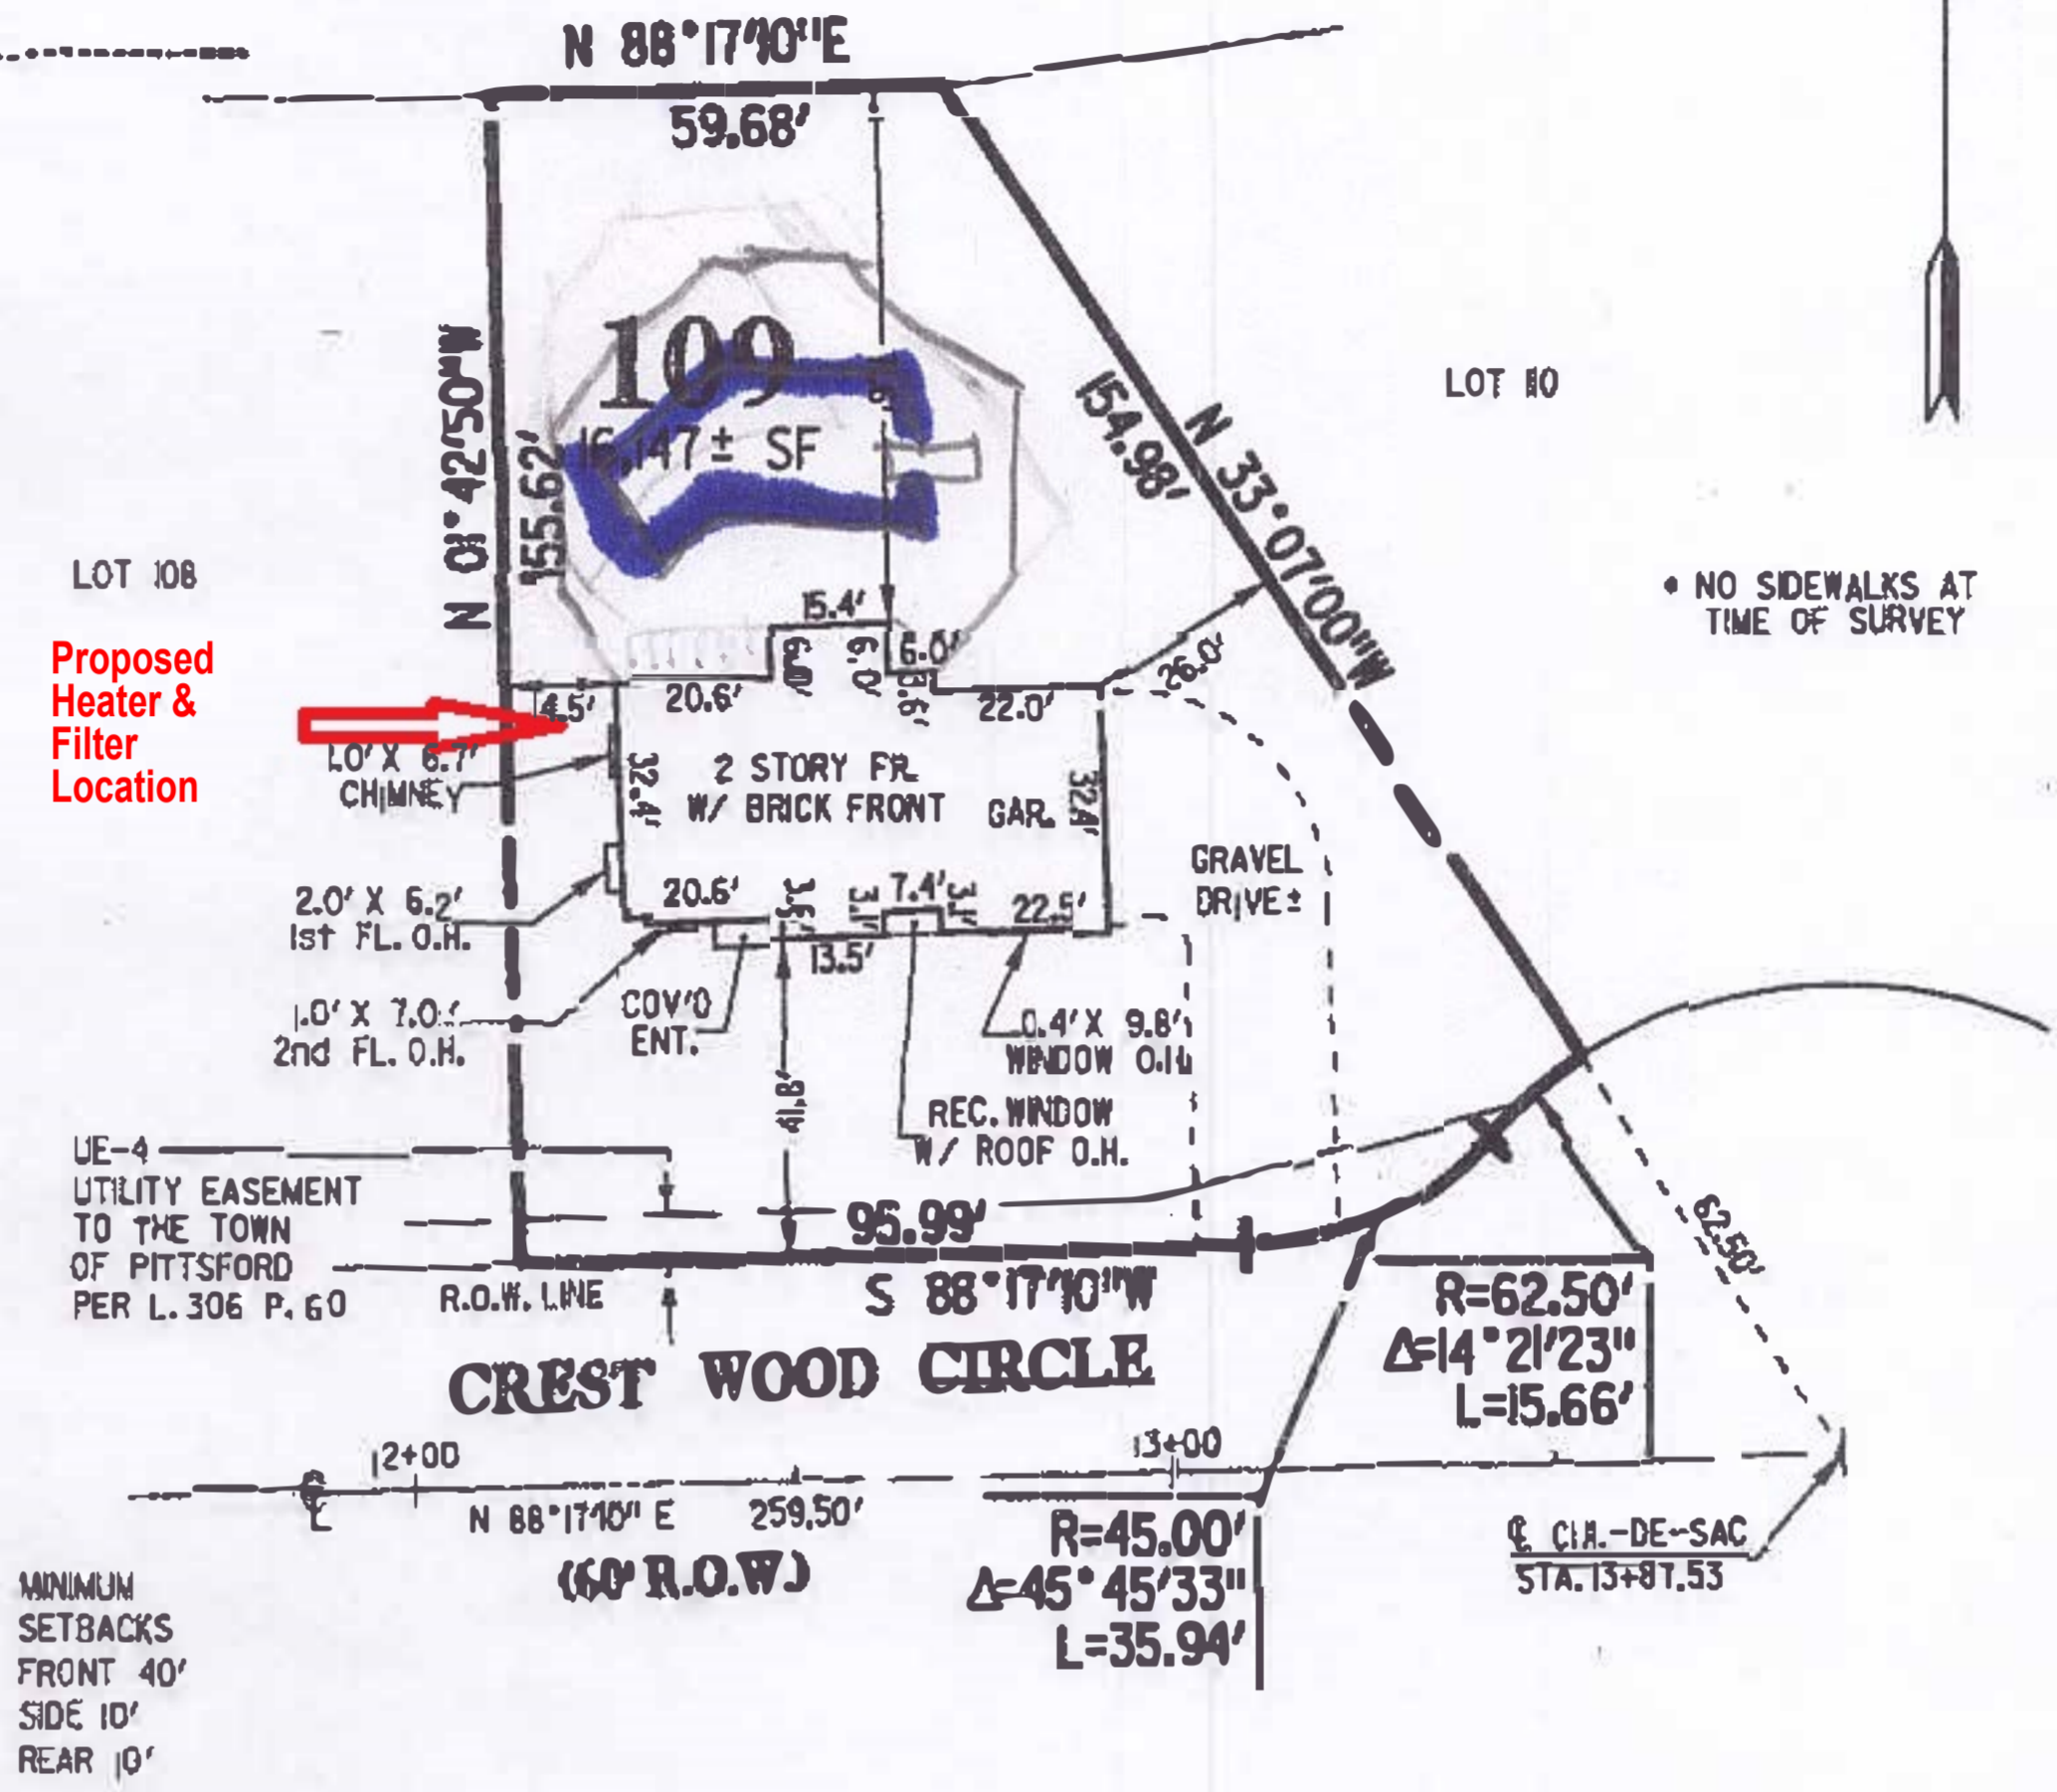 N 88°17'10"E
59.68'
109
16,147± SF
N 01°42'50"W
155.62'
154.98'
N 33°07'00"W
LOT 110
LOT 108
• NO SIDEWALKS AT
TIME OF SURVEY
Proposed
Heater &
Filter
Location
15.4'
6.0'
6.0'
6.0'
3.6'
14.5'
20.6'
22.0'
26.0'
1.0' X 6.7'
CHIMNEY
32.4'
2 STORY FR.
W/ BRICK FRONT
GAR.
32.4'
GRAVEL
DRIVE±
2.0' X 6.2'
1st FL. O.H.
20.6'
3.6'
3.1'
7.4'
3.1'
22.5'
13.5'
1.0' X 7.0'
2nd FL. O.H.
COV'D
ENT.
0.4' X 9.8'
WINDOW O.H.
41.8'
REC. WINDOW
W/ ROOF O.H.
UE-4
UTILITY EASEMENT
TO THE TOWN
OF PITTSFORD
PER L. 306 P. 60
95.99'
S 88°17'10"W
R.O.W. LINE
62.50'
R=62.50'
Δ=14°21'23"
L=15.66'
CREST WOOD CIRCLE
12+00
13+00
N 88°17'10" E 259.50'
(60' R.O.W.)
R=45.00'
Δ=45°45'33"
L=35.94'
℄ CUL-DE-SAC
STA. 13+87.53
MINIMUM
SETBACKS
FRONT 40'
SIDE 10'
REAR 10'